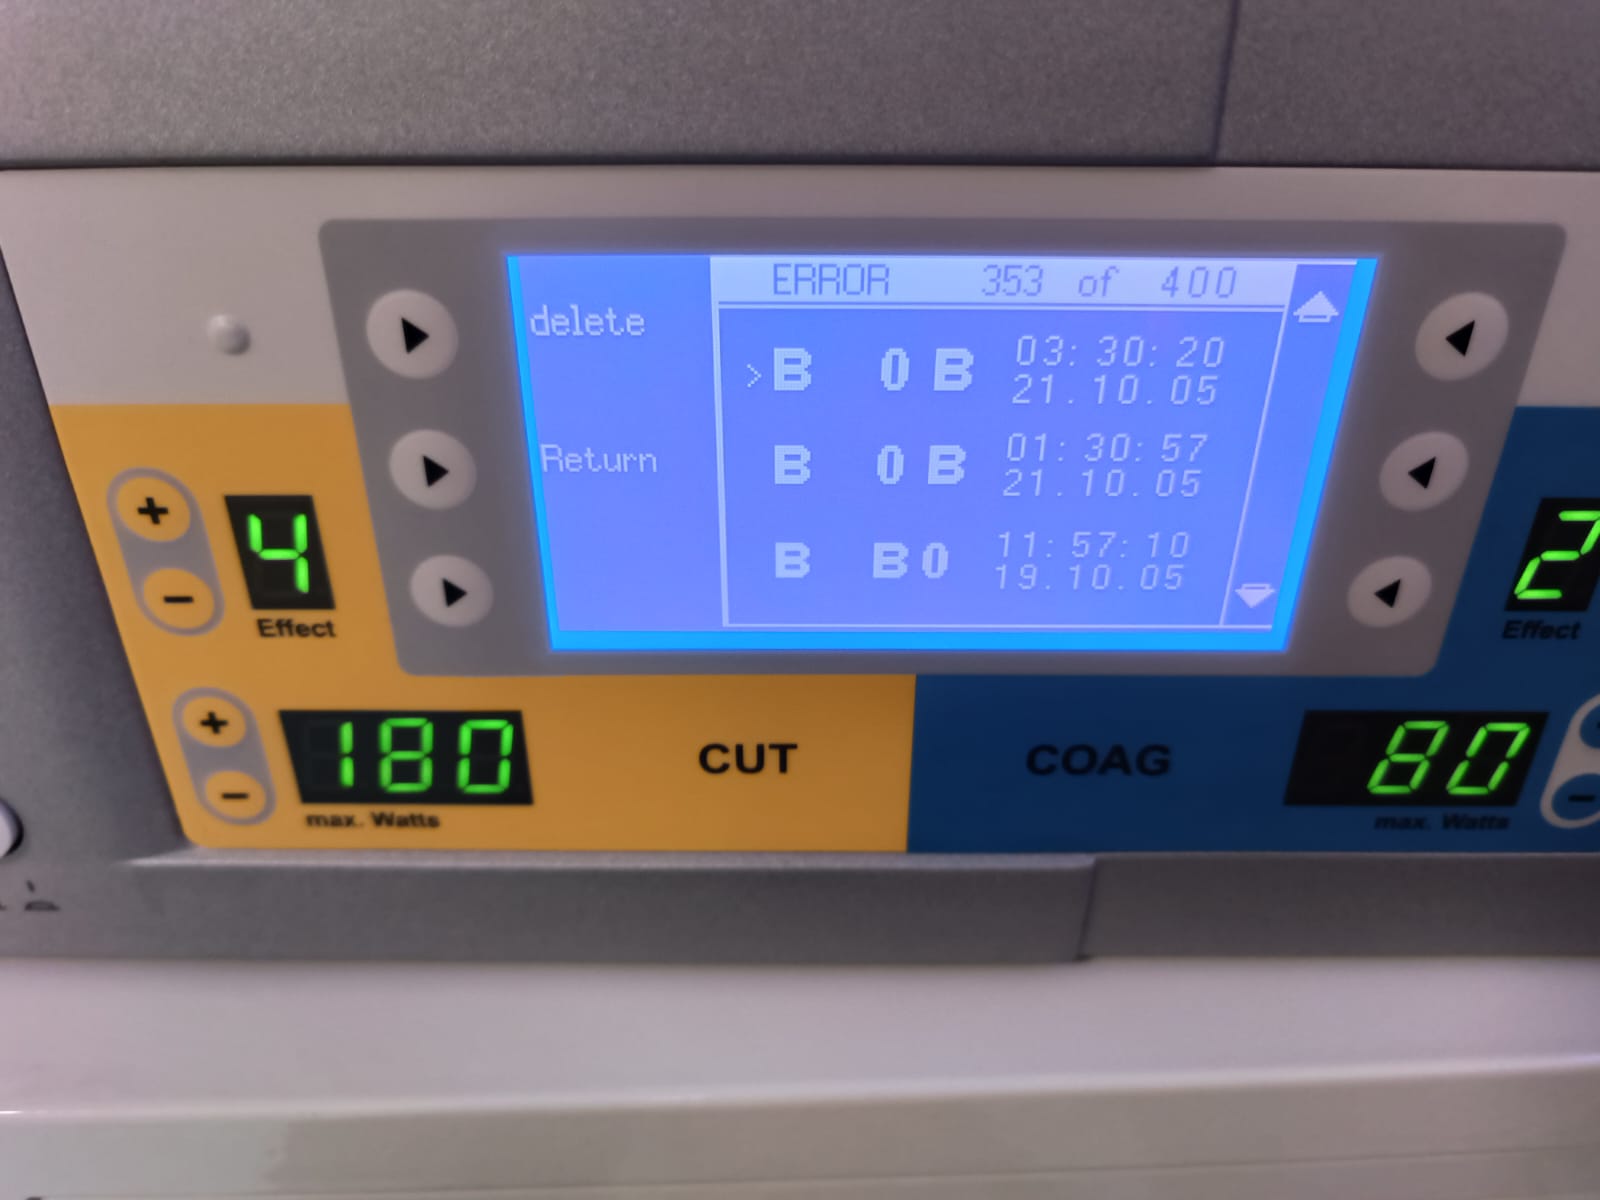 ERROR 353 of 400
delete
>B 0B 03:30:20
21.10.05
Return
B 0B 01:30:57
21.10.05
B B0 11:57:10
19.10.05
+
4
-
Effect
2
Effect
+
180
-
max. Watts
CUT
COAG
80
-
max. Watts